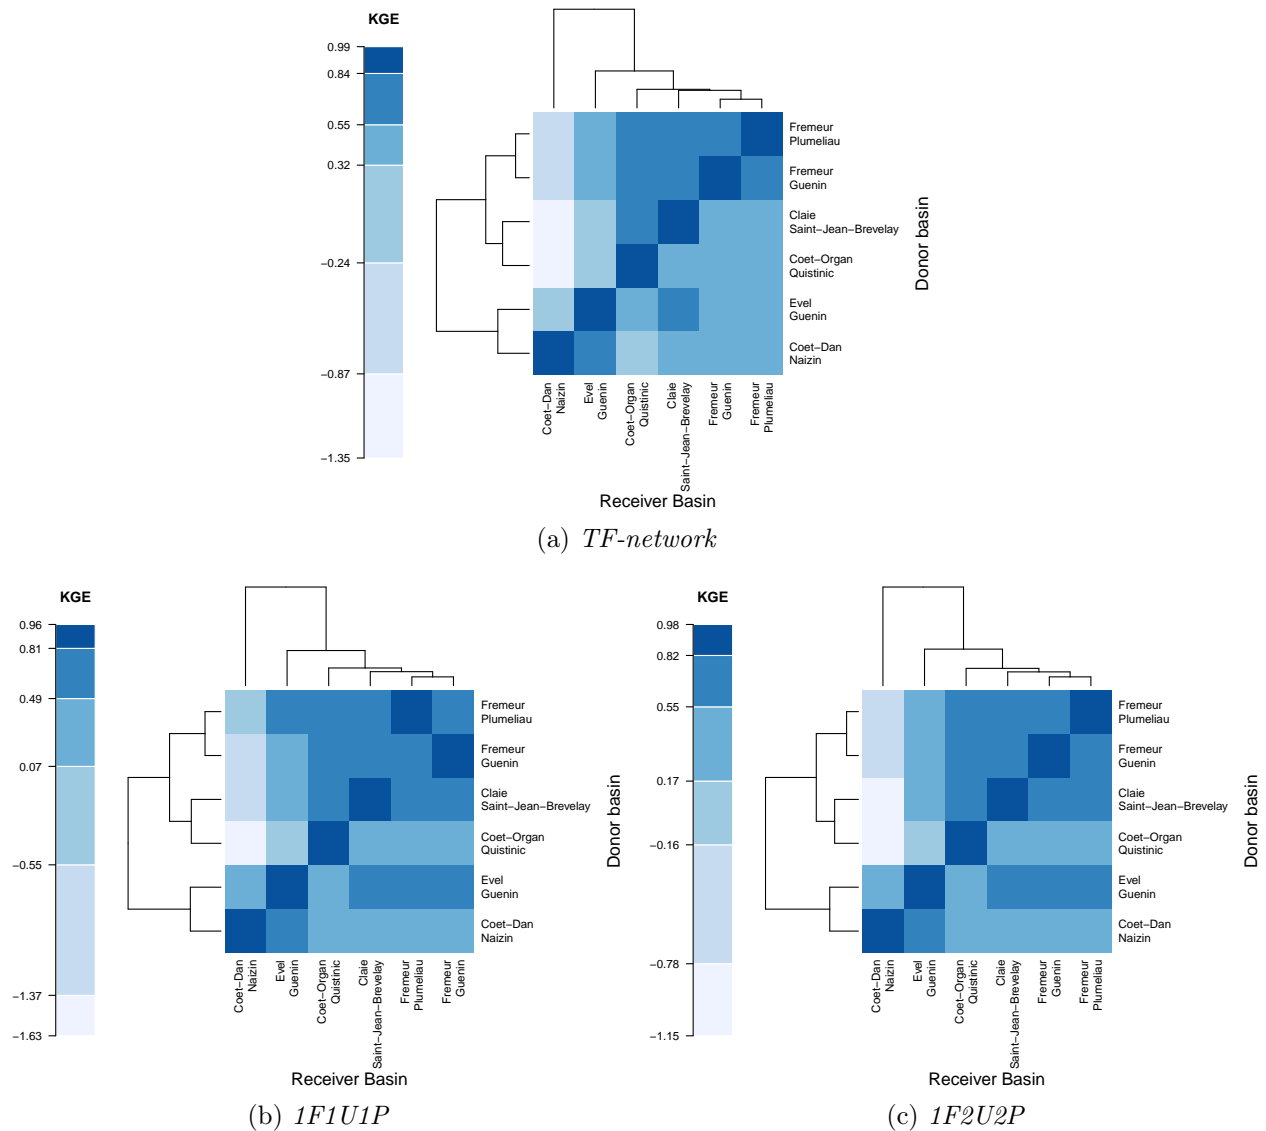 KGE
0.99
0.84
0.55
0.32
−0.24
−0.87
−1.35
Fremeur
Plumeliau
Fremeur
Guenin
Claie
Saint−Jean−Brevelay
Coet−Organ
Quistinic
Evel
Guenin
Coet−Dan
Naizin
Donor basin
Coet−Dan
Naizin
Evel
Guenin
Coet−Organ
Quistinic
Claie
Saint−Jean−Brevelay
Fremeur
Guenin
Fremeur
Plumeliau
Receiver Basin
(a) TF-network
KGE
0.96
0.81
0.49
0.07
−0.55
−1.37
−1.63
Fremeur
Plumeliau
Fremeur
Guenin
Claie
Saint−Jean−Brevelay
Coet−Organ
Quistinic
Evel
Guenin
Coet−Dan
Naizin
Donor basin
Coet−Dan
Naizin
Evel
Guenin
Coet−Organ
Quistinic
Claie
Saint−Jean−Brevelay
Fremeur
Plumeliau
Fremeur
Guenin
Receiver Basin
(b) 1F1U1P
KGE
0.98
0.82
0.55
0.17
−0.16
−0.78
−1.15
Fremeur
Plumeliau
Fremeur
Guenin
Claie
Saint−Jean−Brevelay
Coet−Organ
Quistinic
Evel
Guenin
Coet−Dan
Naizin
Donor basin
Coet−Dan
Naizin
Evel
Guenin
Coet−Organ
Quistinic
Claie
Saint−Jean−Brevelay
Fremeur
Guenin
Fremeur
Plumeliau
Receiver Basin
(c) 1F2U2P